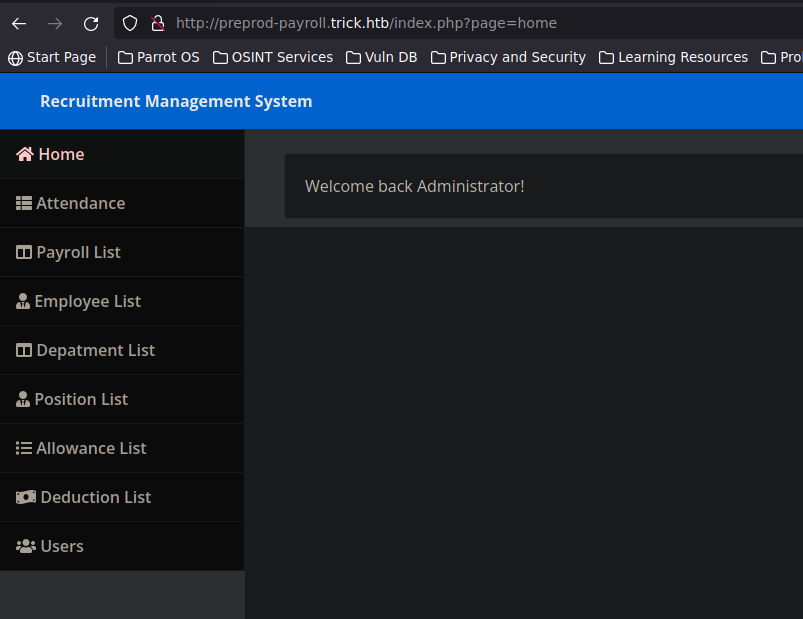 http://preprod-payroll.trick.htb/index.php?page=home
Start Page Parrot OS OSINT Services Vuln DB Privacy and Security Learning Resources
Recruitment Management System
Home
Welcome back Administrator!
Attendance
Payroll List
Employee List
Depatment List
Position List
Allowance List
Deduction List
Users